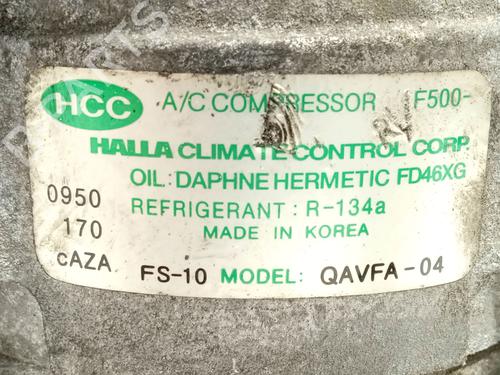 HCC A/C COMPRESSOR F500-
HALLA CLIMATE CONTROL CORP.
OIL: DAPHNE HERMETIC FD46XG
0950 REFRIGERANT: R-134a
170 MADE IN KOREA
cAZA FS-10 MODEL: QAVFA-04